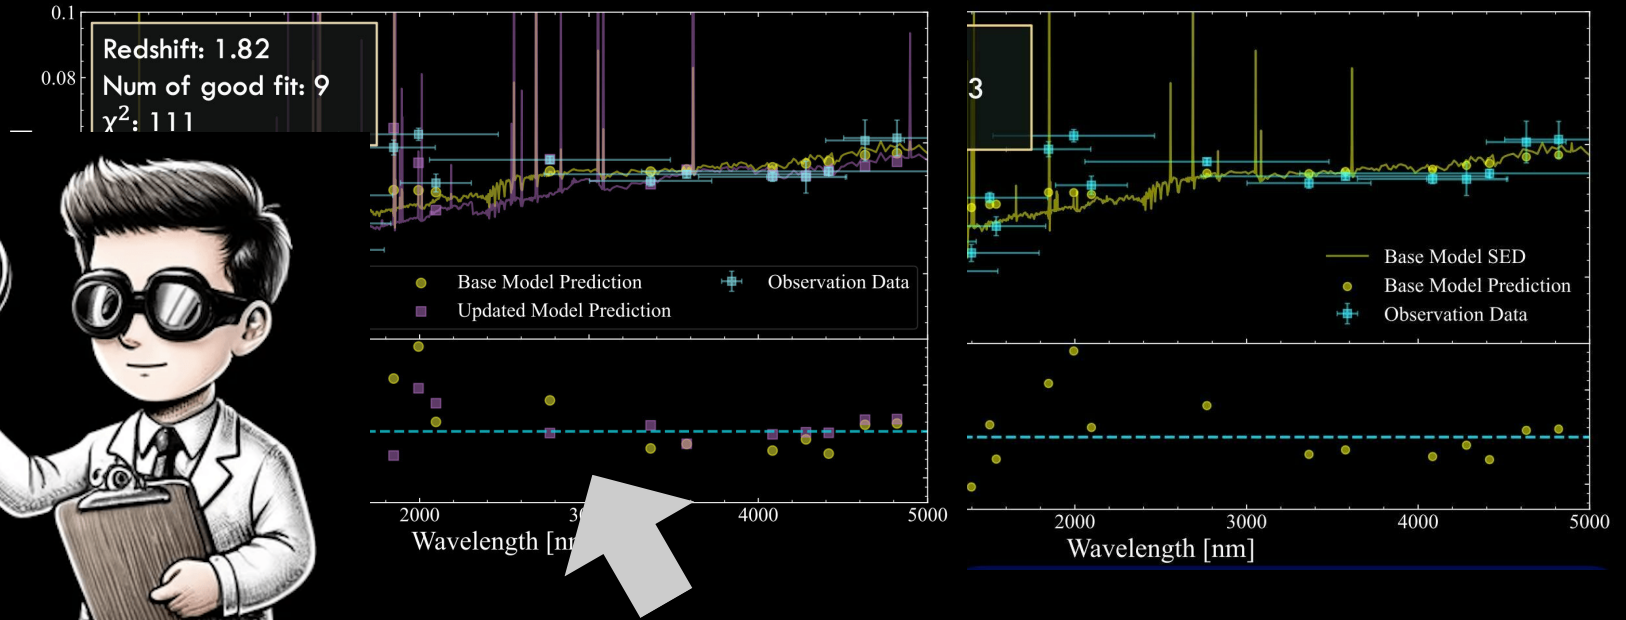 0.1
0.08
Redshift: 1.82
Num of good fit: 9
χ²: 111
Base Model Prediction
Updated Model Prediction
Observation Data
2000
4000
5000
Wavelength
3
Base Model SED
Base Model Prediction
Observation Data
2000
3000
4000
5000
Wavelength [nm]